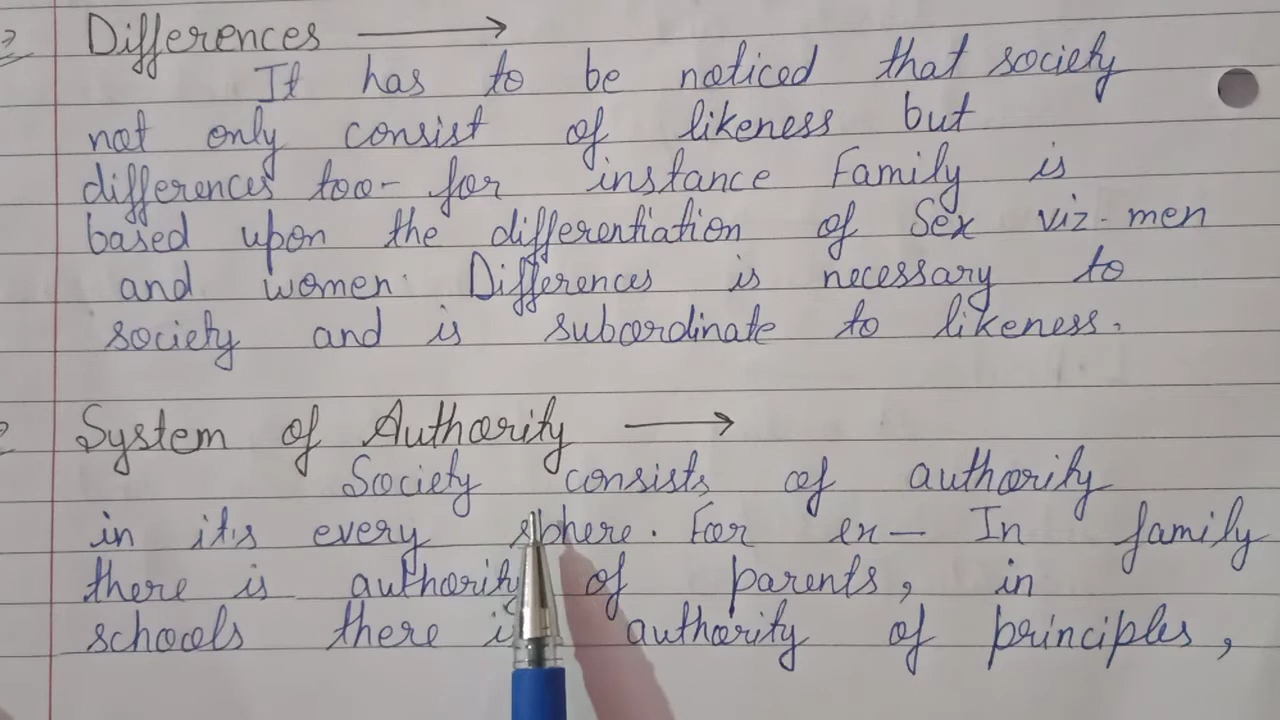 Differences →
It has to be noticed that society
not only consist of likeness but
differences too- for instance Family is
based upon the differentiation of Sex viz- men
and women. Differences is necessary to
society and is subordinate to likeness.
System of Authority →
Society consists of authority
in it's every sphere. For ex- In family
there is authority of parents, in
schools there is authority of principles,